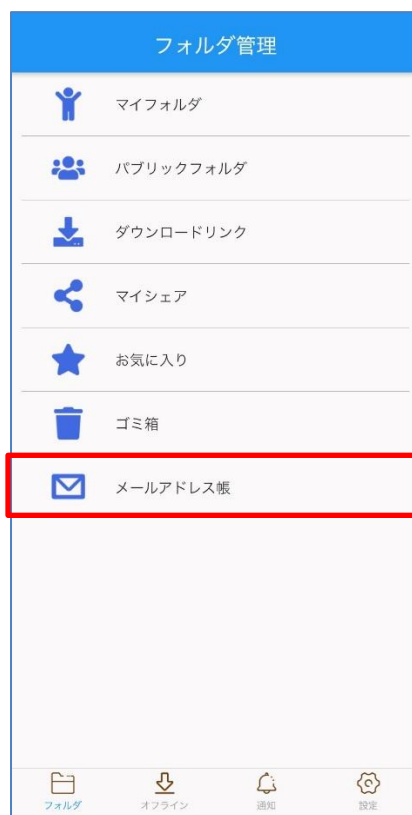 フォルダ管理
マイフォルダ
パブリックフォルダ
ダウンロードリンク
マイシェア
お気に入り
ゴミ箱
メールアドレス帳
フォルダ オフライン 通知 設定